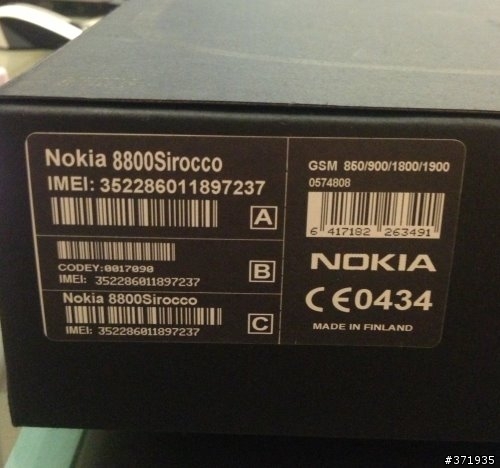 Nokia 8800Sirocco
IMEI: 352286011897237
A
CODEY:0017090
IMEI: 352286011897237
B
Nokia 8800Sirocco
IMEI: 352286011897237
C
GSM 850/900/1800/1900
0574808
6 417182 263491
NOKIA
CE0434
MADE IN FINLAND
#371935